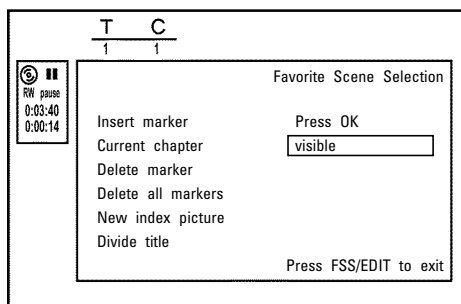 T C
1 1
RW pause
0:03:40
0:00:14
Favorite Scene Selection
Insert marker Press OK
Current chapter visible
Delete marker
Delete all markers
New index picture
Divide title
Press FSS/EDIT to exit